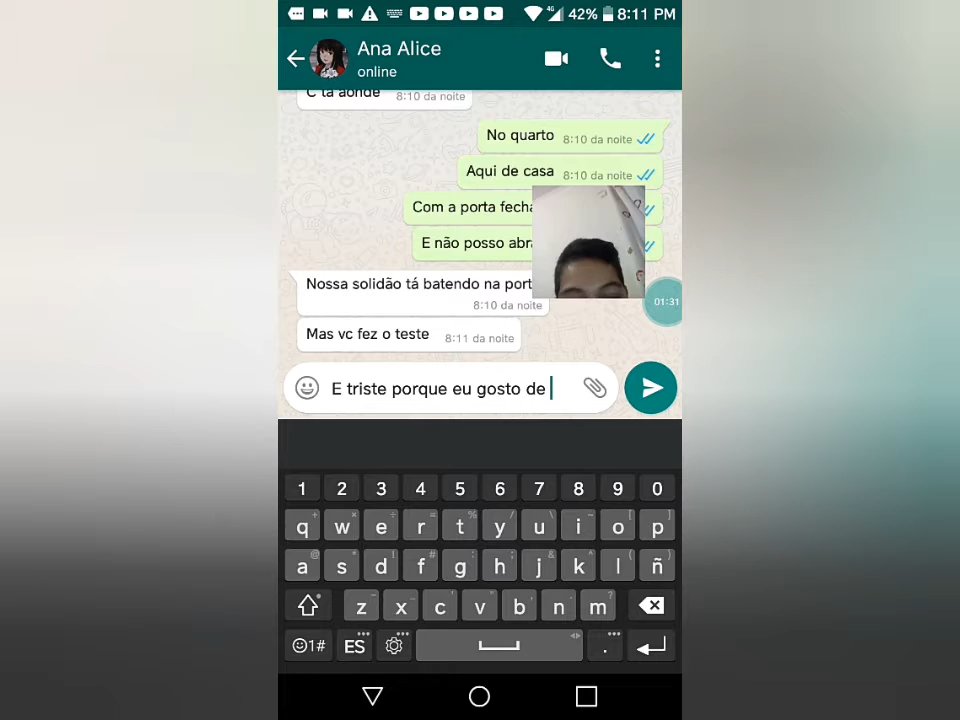 4G 42% 8:11 PM
Ana Alice
online
C tá aonde 8:10 da noite
No quarto 8:10 da noite
Aqui de casa 8:10 da noite
Com a porta fecha
E não posso abr
Nossa solidão tá batendo na port
8:10 da noite
Mas vc fez o teste 8:11 da noite
01:31
E triste porque eu gosto de
1 2 3 4 5 6 7 8 9 0
q w e r t y u i o p
a s d f g h j k l ñ
z x c v b n m
1# ES .